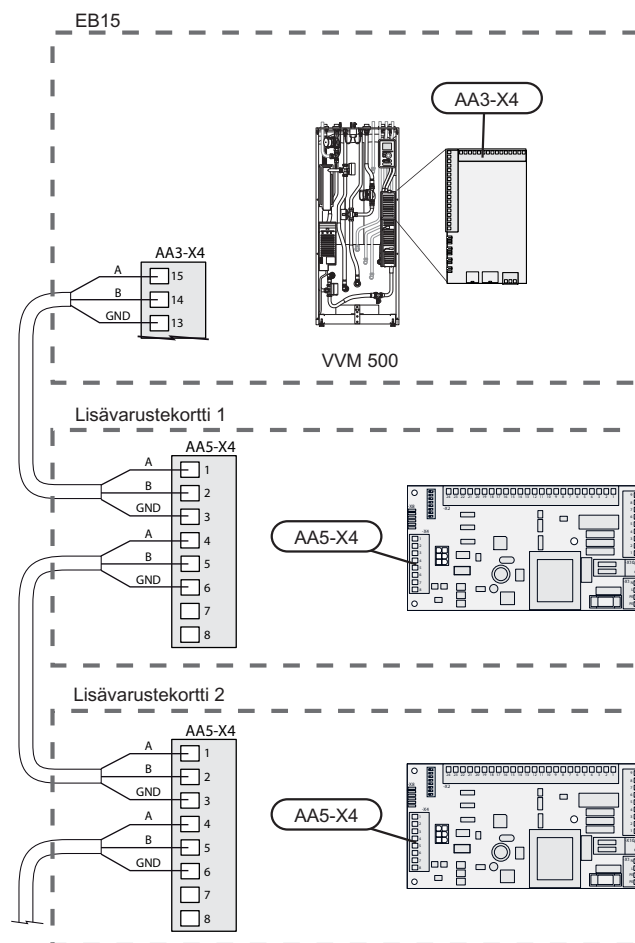 EB15
AA3-X4
AA3-X4
A 15
B 14
GND 13
VVM 500
Lisävarustekortti 1
AA5-X4
A 1
B 2
GND 3
A 4
B 5
GND 6
7
8
AA5-X4
Lisävarustekortti 2
AA5-X4
A 1
B 2
GND 3
A 4
B 5
GND 6
7
8
AA5-X4